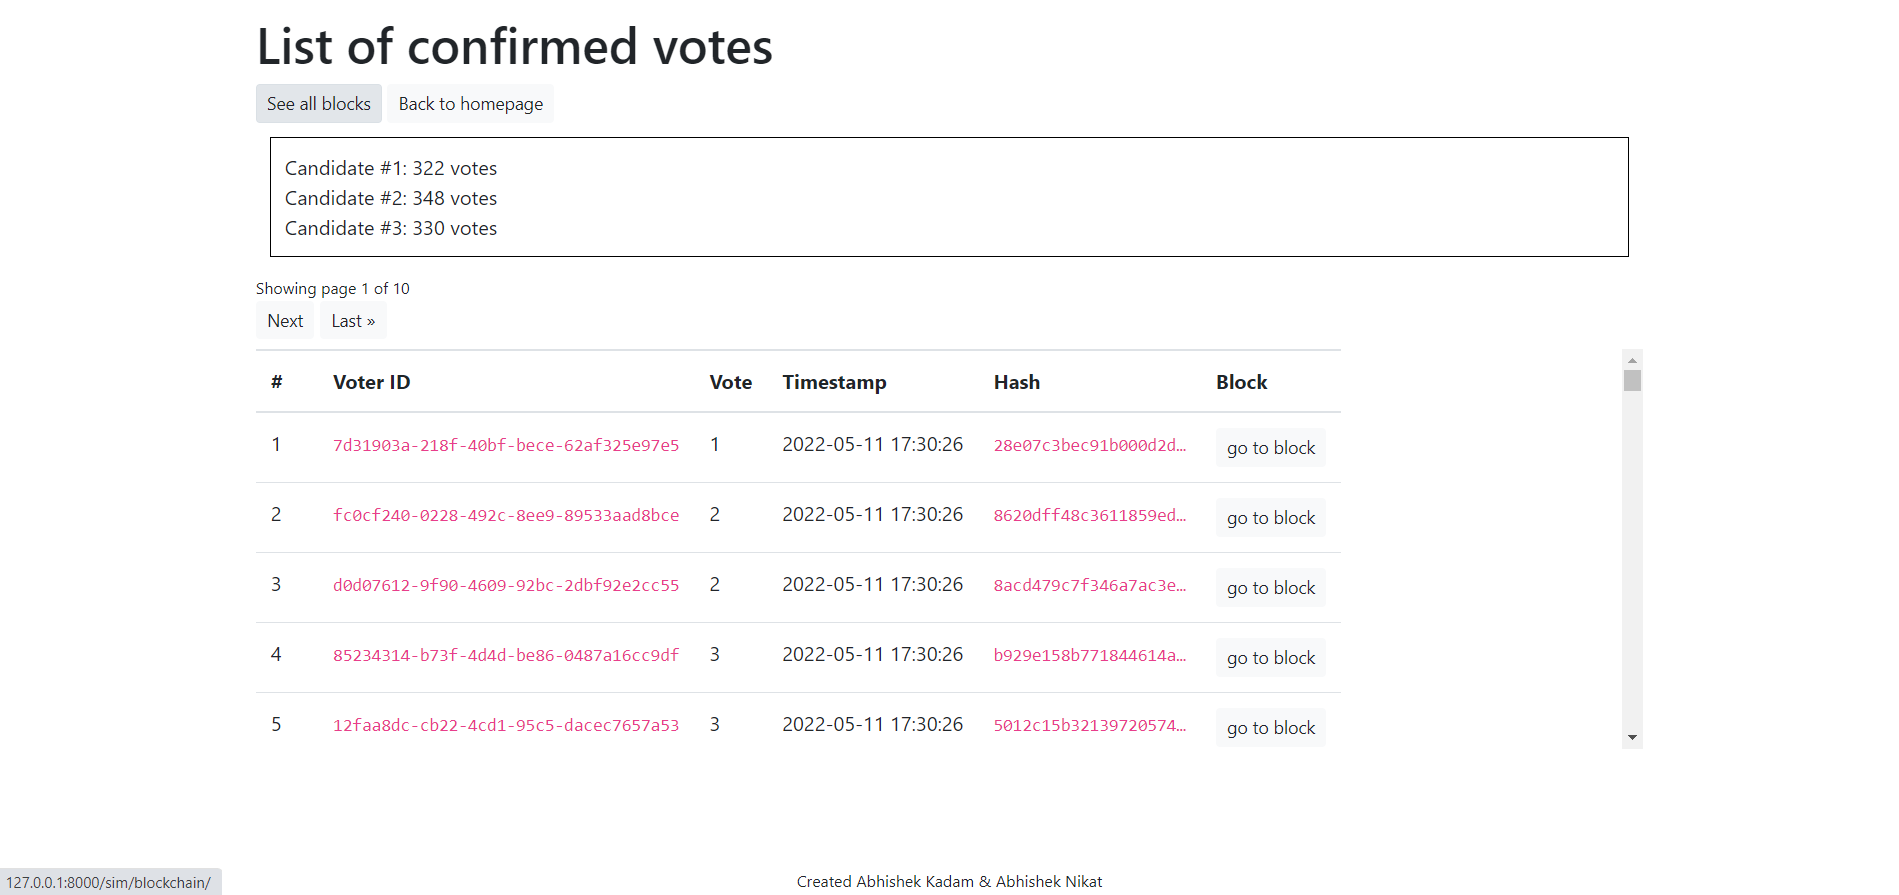 List of confirmed votes
See all blocks Back to homepage
Candidate #1: 322 votes
Candidate #2: 348 votes
Candidate #3: 330 votes
Showing page 1 of 10
Next Last »
# Voter ID Vote Timestamp Hash Block
1 7d31903a-218f-40bf-bece-62af325e97e5 1 2022-05-11 17:30:26 28e07c3bec91b000d2d… go to block
2 fc0cf240-0228-492c-8ee9-89533aad8bce 2 2022-05-11 17:30:26 8620dff48c3611859ed… go to block
3 d0d07612-9f90-4609-92bc-2dbf92e2cc55 2 2022-05-11 17:30:26 8acd479c7f346a7ac3e… go to block
4 85234314-b73f-4d4d-be86-0487a16cc9df 3 2022-05-11 17:30:26 b929e158b771844614a… go to block
5 12faa8dc-cb22-4cd1-95c5-dacec7657a53 3 2022-05-11 17:30:26 5012c15b32139720574… go to block
127.0.0.1:8000/sim/blockchain/
Created Abhishek Kadam & Abhishek Nikat